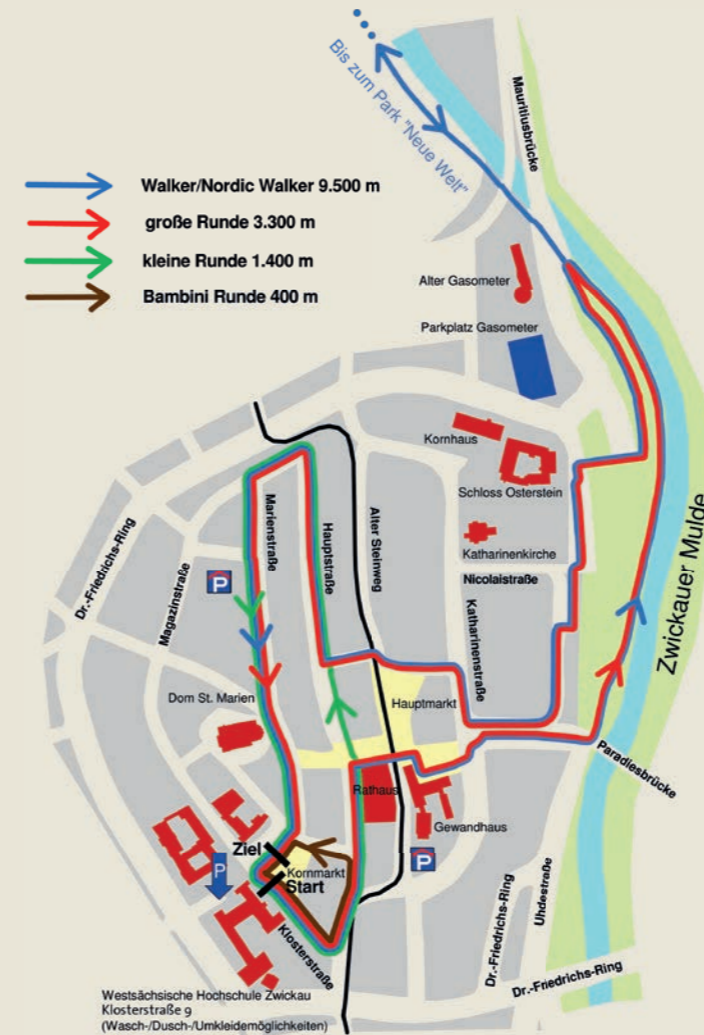 Bis zum Park "Neue Welt"
Mauritiusbrücke
Walker/Nordic Walker 9.500 m
große Runde 3.300 m
kleine Runde 1.400 m
Bambini Runde 400 m
Alter Gasometer
Parkplatz Gasometer
Kornhaus
Schloss Osterstein
Katharinenkirche
Nicolaistraße
Dr.-Friedrichs-Ring
Magazinstraße
Marienstraße
Hauptstraße
Alter Steinweg
Katharinenstraße
Zwickauer Mulde
P
Dom St. Marien
Hauptmarkt
Paradiesbrücke
Rathaus
Gewandhaus
P
P
Ziel
Kornmarkt
Start
Klosterstraße
Dr.-Friedrichs-Ring
Uhdestraße
Dr.-Friedrichs-Ring
Westsächsische Hochschule Zwickau
Klosterstraße 9
(Wasch-/Dusch-/Umkleidemöglichkeiten)